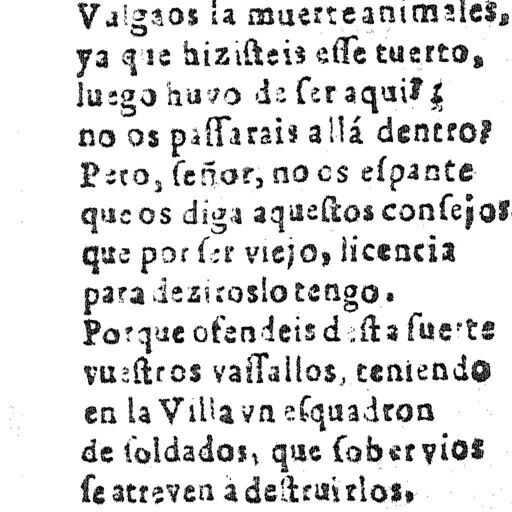 Valgaos la muerte animales,
ya que hiziſteis eſſe tuerto,
luego huvo de ſer aqui? ¿
no os paſſarais allá dentro?
Pero, ſeñor, no os eſpante
que os diga aqueſtos conſejos
que por ſer viejo, licencia
para deziroslo tengo.
Porque ofendeis deſta ſuerte
vueſtros vaſſallos, teniendo
en la Villa vn eſquadron
de ſoldados, que ſobervios
ſe atreven à deſtruirlos,